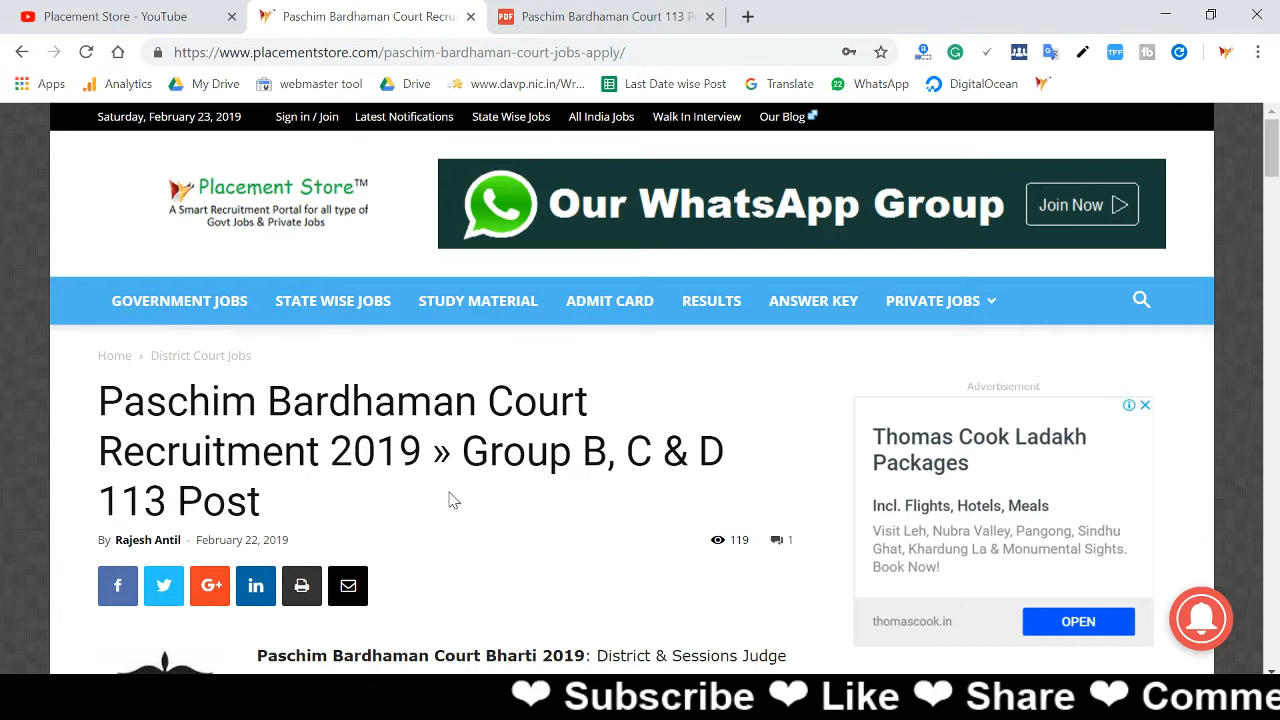 Placement Store - YouTube
Paschim Bardhaman Court Recru
Paschim Bardhaman Court 113 P
https://www.placementstore.com/paschim-bardhaman-court-jobs-apply/
Apps
Analytics
My Drive
webmaster tool
Drive
www.davp.nic.in/Wr...
Last Date wise Post
Translate
22
WhatsApp
DigitalOcean
Saturday, February 23, 2019
Sign in / Join
Latest Notifications
State Wise Jobs
All India Jobs
Walk In Interview
Our Blog
Placement Store™
A Smart Recruitment Portal for all type of
Govt Jobs & Private Jobs
Our WhatsApp Group
Join Now
GOVERNMENT JOBS
STATE WISE JOBS
STUDY MATERIAL
ADMIT CARD
RESULTS
ANSWER KEY
PRIVATE JOBS
Home › District Court Jobs
Paschim Bardhaman Court
Recruitment 2019 » Group B, C & D
113 Post
By Rajesh Antil - February 22, 2019
119
1
Advertisement
Thomas Cook Ladakh
Packages
Incl. Flights, Hotels, Meals
Visit Leh, Nubra Valley, Pangong, Sindhu
Ghat, Khardung La & Monumental Sights.
Book Now!
thomascook.in
OPEN
Paschim Bardhaman Court Bharti 2019: District & Sessions Judge
❤ Subscribe ❤ Like ❤ Share ❤ Comme